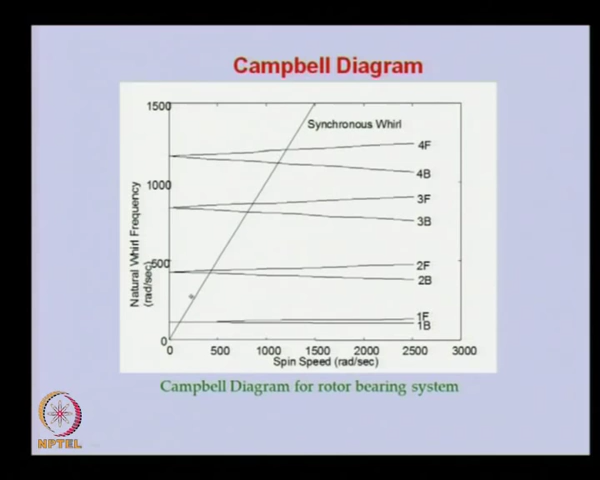 Campbell Diagram
1500
Synchronous Whirl
4F
4B
1000
3F
3B
500
2F
2B
1F
1B
0
Natural Whirl Frequency
(rad/sec)
0 500 1000 1500 2000 2500 3000
Spin Speed (rad/sec)
Campbell Diagram for rotor bearing system
NPTEL